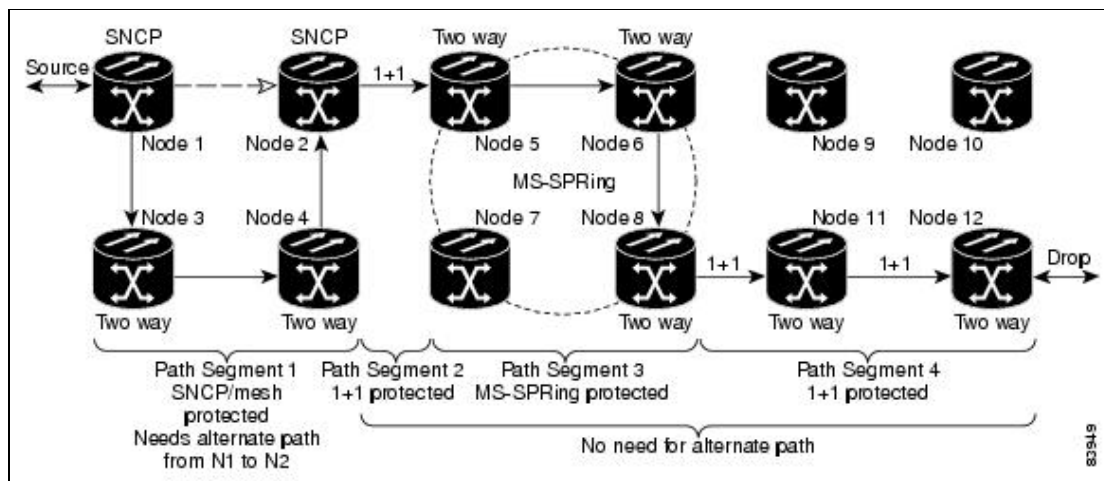 SNCP
SNCP
Two way
Two way
Source
1+1
Node 1
Node 2
Node 5
Node 6
Node 9
Node 10
MS-SPRing
Node 3
Node 4
Node 7
Node 8
Node 11
Node 12
1+1
1+1
Drop
Two way
Two way
Two way
Two way
Two way
Path Segment 1
SNCP/mesh
protected
Needs alternate path
from N1 to N2
Path Segment 2
1+1 protected
Path Segment 3
MS-SPRing protected
Path Segment 4
1+1 protected
No need for alternate path
83949